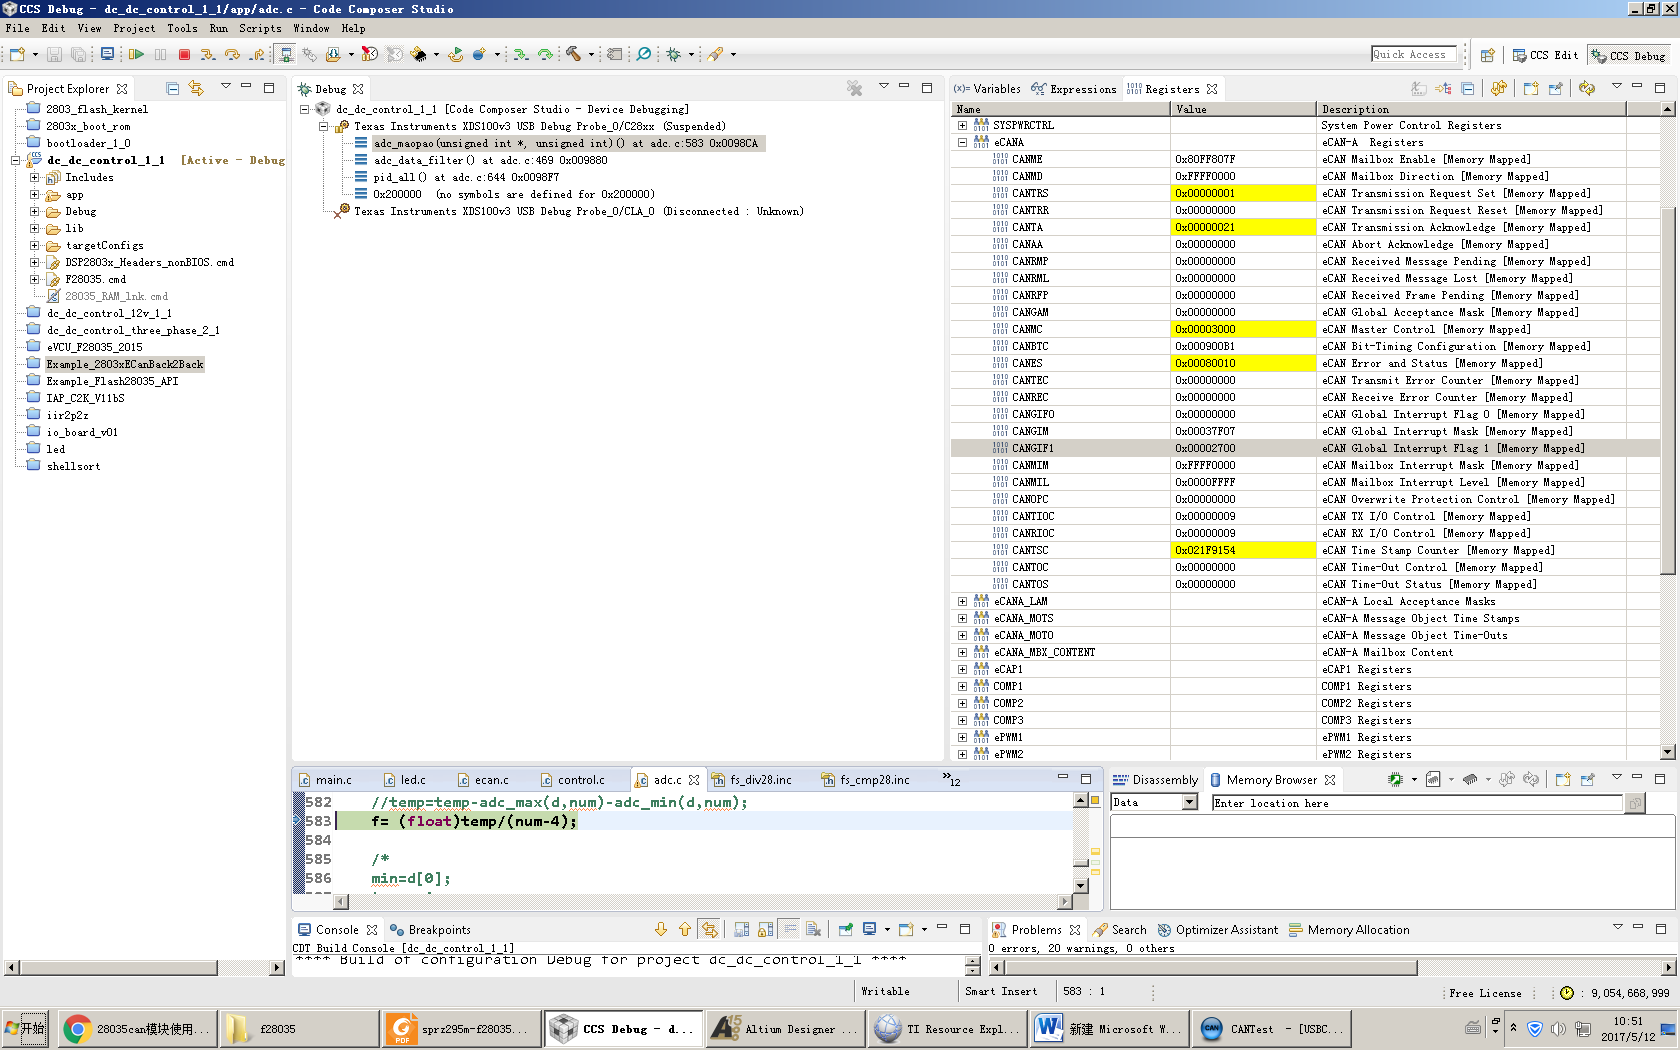 CCS Debug - dc_dc_control_1_1/app/adc.c - Code Composer Studio
File Edit View Project Tools Run Scripts Window Help
Quick Access CCS Edit CCS Debug
Project Explorer
2803_flash_kernel
2803x_boot_rom
bootloader_1_0
dc_dc_control_1_1 [Active - Debug
Includes
app
Debug
lib
targetConfigs
DSP2803x_Headers_nonBIOS.cmd
F28035.cmd
28035_RAM_lnk.cmd
dc_dc_control_12v_1_1
dc_dc_control_three_phase_2_1
eVCU_F28035_2015
Example_2803xECanBack2Back
Example_Flash28035_API
IAP_C2K_V11bS
iir2p2z
io_board_v01
led
shellsort
Debug
dc_dc_control_1_1 [Code Composer Studio - Device Debugging]
Texas Instruments XDS100v3 USB Debug Probe_0/C28xx (Suspended)
adc_maopao(unsigned int *, unsigned int)() at adc.c:583 0x0098CA
adc_data_filter() at adc.c:469 0x009880
pid_all() at adc.c:644 0x0098F7
0x200000 (no symbols are defined for 0x200000)
Texas Instruments XDS100v3 USB Debug Probe_0/CLA_0 (Disconnected : Unknown)
(x)= Variables Expressions Registers
Name Value Description
SYSPWRCTRL System Power Control Registers
eCANA eCAN-A Registers
CANME 0x80FF807F eCAN Mailbox Enable [Memory Mapped]
CANMD 0xFFFF0000 eCAN Mailbox Direction [Memory Mapped]
CANTRS 0x00000001 eCAN Transmission Request Set [Memory Mapped]
CANTRR 0x00000000 eCAN Transmission Request Reset [Memory Mapped]
CANTA 0x00000021 eCAN Transmission Acknowledge [Memory Mapped]
CANAA 0x00000000 eCAN Abort Acknowledge [Memory Mapped]
CANRMP 0x00000000 eCAN Received Message Pending [Memory Mapped]
CANRML 0x00000000 eCAN Received Message Lost [Memory Mapped]
CANRFP 0x00000000 eCAN Received Frame Pending [Memory Mapped]
CANGAM 0x00000000 eCAN Global Acceptance Mask [Memory Mapped]
CANMC 0x00003000 eCAN Master Control [Memory Mapped]
CANBTC 0x000900B1 eCAN Bit-Timing Configuration [Memory Mapped]
CANES 0x00080010 eCAN Error and Status [Memory Mapped]
CANTEC 0x00000000 eCAN Transmit Error Counter [Memory Mapped]
CANREC 0x00000000 eCAN Receive Error Counter [Memory Mapped]
CANGIF0 0x00000000 eCAN Global Interrupt Flag 0 [Memory Mapped]
CANGIM 0x00037F07 eCAN Global Interrupt Mask [Memory Mapped]
CANGIF1 0x00002700 eCAN Global Interrupt Flag 1 [Memory Mapped]
CANMIM 0xFFFF0000 eCAN Mailbox Interrupt Mask [Memory Mapped]
CANMIL 0x0000FFFF eCAN Mailbox Interrupt Level [Memory Mapped]
CANOPC 0x00000000 eCAN Overwrite Protection Control [Memory Mapped]
CANTIOC 0x00000009 eCAN TX I/O Control [Memory Mapped]
CANRIOC 0x00000009 eCAN RX I/O Control [Memory Mapped]
CANTSC 0x021F9154 eCAN Time Stamp Counter [Memory Mapped]
CANTOC 0x00000000 eCAN Time-Out Control [Memory Mapped]
CANTOS 0x00000000 eCAN Time-Out Status [Memory Mapped]
eCANA_LAM eCAN-A Local Acceptance Masks
eCANA_MOTS eCAN-A Message Object Time Stamps
eCANA_MOTO eCAN-A Message Object Time-Outs
eCANA_MBX_CONTENT eCAN-A Mailbox Content
eCAP1 eCAP1 Registers
COMP1 COMP1 Registers
COMP2 COMP2 Registers
COMP3 COMP3 Registers
ePWM1 ePWM1 Registers
ePWM2 ePWM2 Registers
main.c led.c ecan.c control.c adc.c fs_div28.inc fs_cmp28.inc »12
582 //temp=temp-adc_max(d,num)-adc_min(d,num);
583 f= (float)temp/(num-4);
584
585 /*
586 min=d[0];
Disassembly Memory Browser
Data Enter location here
Console Breakpoints
CDT Build Console [dc_dc_control_1_1]
**** Build of configuration Debug for project dc_dc_control_1_1 ****
Problems Search Optimizer Assistant Memory Allocation
0 errors, 20 warnings, 0 others
Writable Smart Insert 583 : 1 Free License : 9,054,668,999
开始 28035can模块使用... f28035 sprz295m-f28035... CCS Debug - d... Altium Designer ... TI Resource Expl... 新建 Microsoft W... CANTest - [USBC...
10:51
2017/5/12